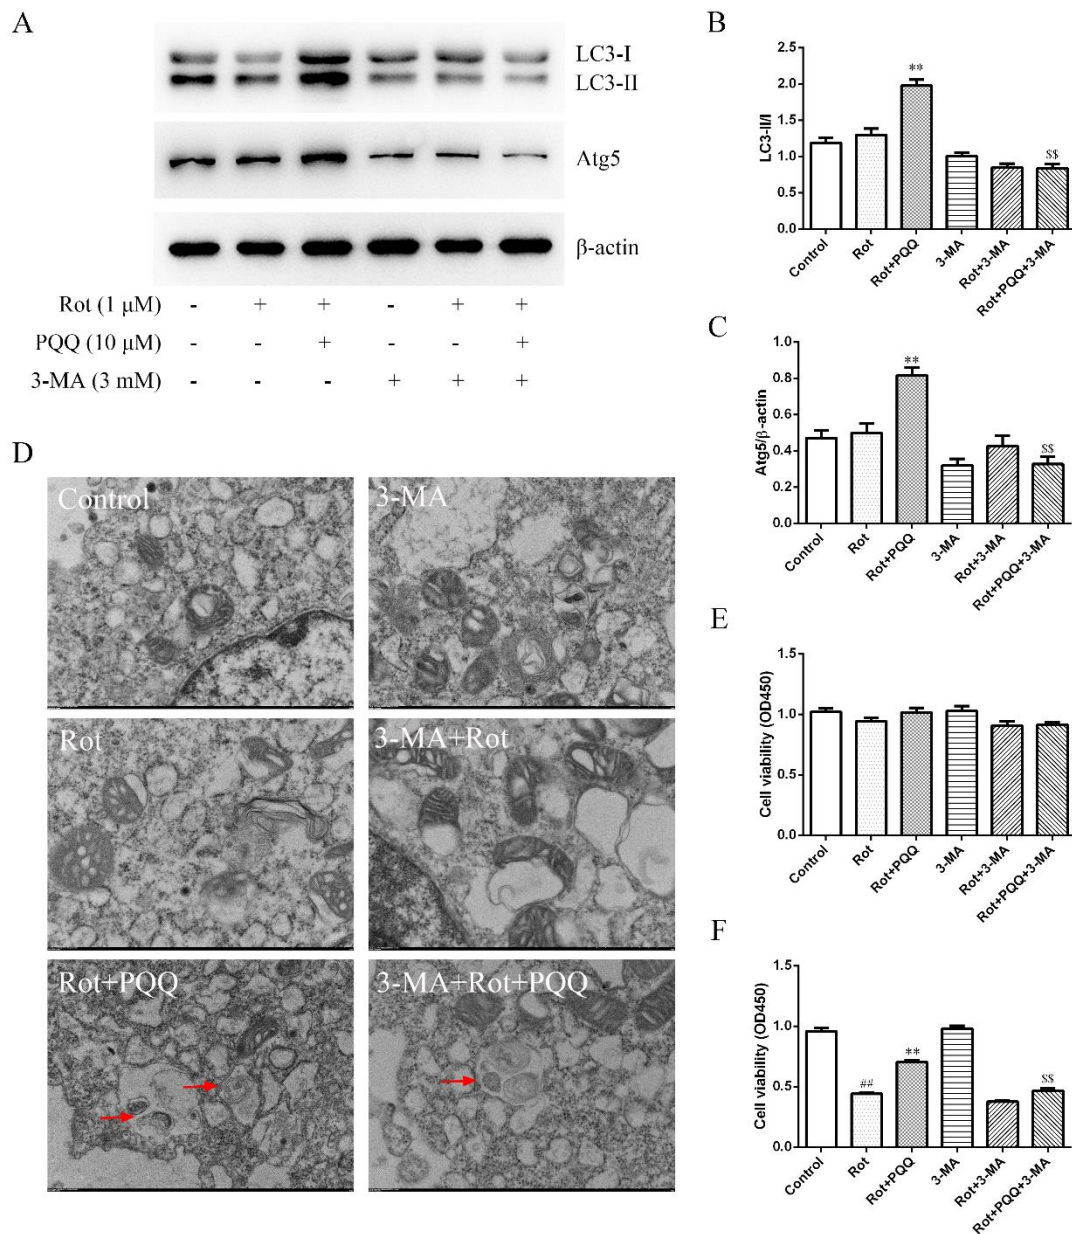 A
LC3-I
LC3-II
Atg5
β-actin
Rot (1 μM) - + + - + +
PQQ (10 μM) - - + - - +
3-MA (3 mM) - - - + + +
B
LC3-II/I
2.5
2.0
1.5
1.0
0.5
0.0
**
$$
Control
Rot
Rot+PQQ
3-MA
Rot+3-MA
Rot+PQQ+3-MA
C
Atg5/β-actin
1.0
0.8
0.6
0.4
0.2
0.0
**
$$
Control
Rot
Rot+PQQ
3-MA
Rot+3-MA
Rot+PQQ+3-MA
D
Control
3-MA
Rot
3-MA+Rot
Rot+PQQ
3-MA+Rot+PQQ
E
Cell viability (OD450)
1.5
1.0
0.5
0.0
Control
Rot
Rot+PQQ
3-MA
Rot+3-MA
Rot+PQQ+3-MA
F
Cell viability (OD450)
1.5
1.0
0.5
0.0
##
**
$$
Control
Rot
Rot+PQQ
3-MA
Rot+3-MA
Rot+PQQ+3-MA